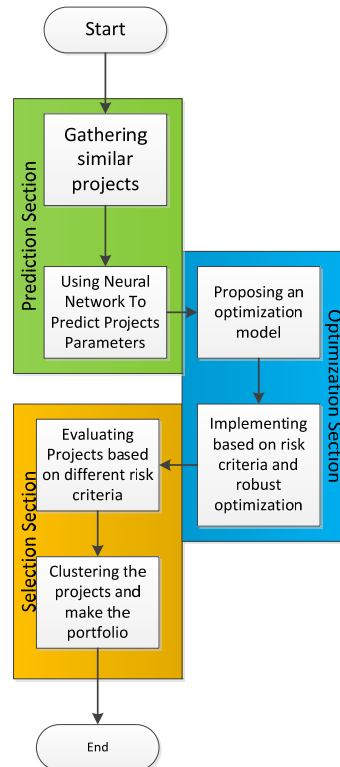 Start
Prediction Section
Gathering
similar
projects
Using Neural
Network To
Predict Projects
Parameters
Optimization Section
Proposing an
optimization
model
Implementing
based on risk
criteria and
robust
optimization
Selection Section
Evaluating
Projects based
on different risk
criteria
Clustering the
projects and
make the
portfolio
End